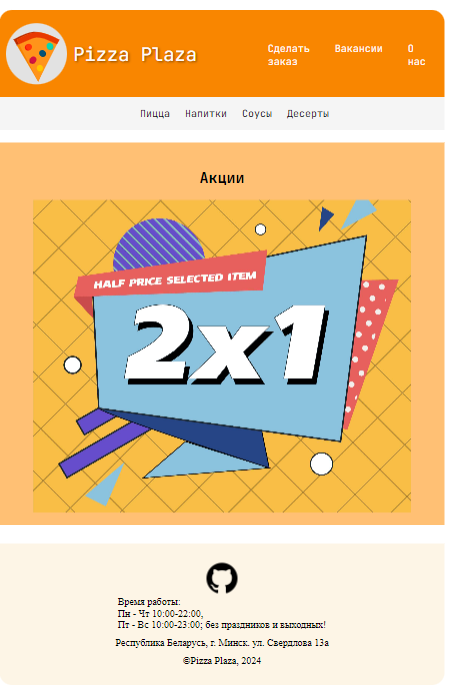 Pizza Plaza
Сделать
заказ
Вакансии
О
нас
Пицца Напитки Соусы Десерты
Акции
HALF PRICE SELECTED ITEM
2x1
Время работы:
Пн - Чт 10:00-22:00,
Пт - Вс 10:00-23:00; без праздников и выходных!
Республика Беларусь, г. Минск. ул. Свердлова 13а
©Pizza Plaza, 2024